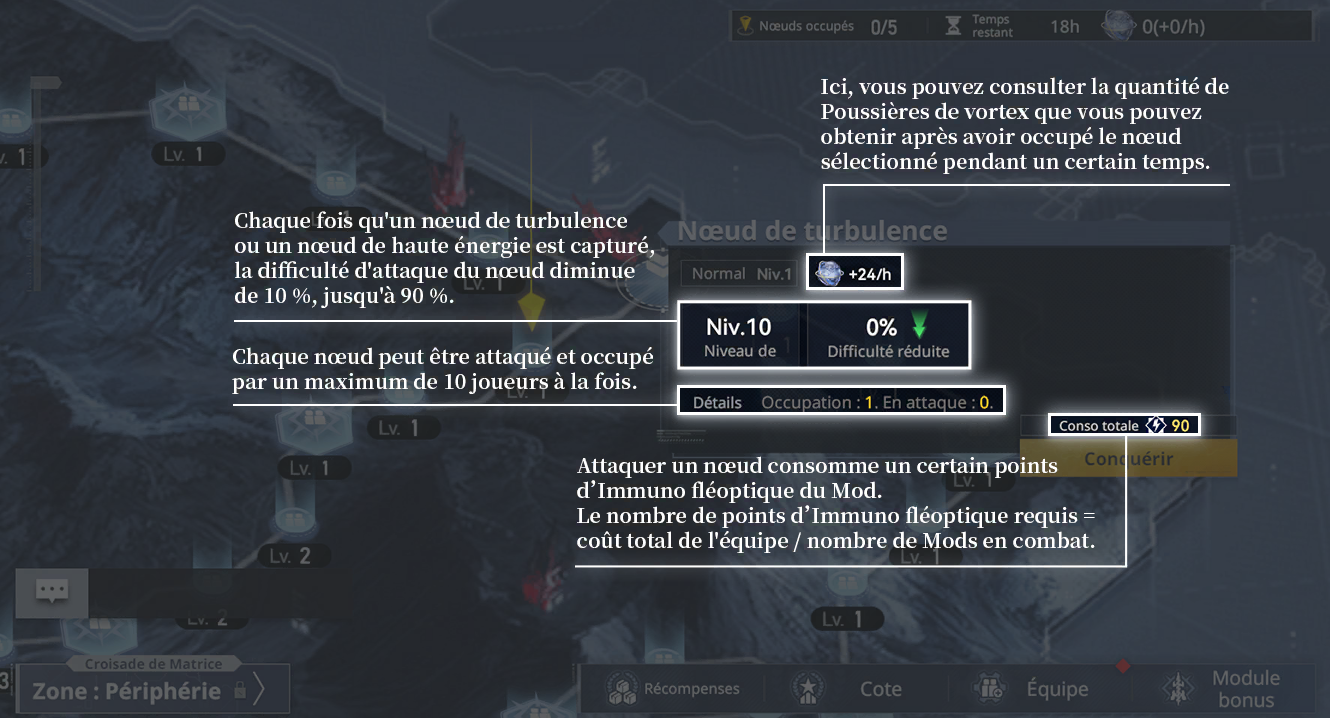 Nœuds occupés 0/5
Temps restant 18h
0(+0/h)
Ici, vous pouvez consulter la quantité de
Poussières de vortex que vous pouvez
obtenir après avoir occupé le nœud
sélectionné pendant un certain temps.
Lv. 1
Lv. 1
Chaque fois qu'un nœud de turbulence
ou un nœud de haute énergie est capturé,
la difficulté d'attaque du nœud diminue
de 10 %, jusqu'à 90 %.
Nœud de turbulence
Normal Niv.1
+24/h
Lv. 1
Niv.10
Niveau de
0%
Difficulté réduite
Chaque nœud peut être attaqué et occupé
par un maximum de 10 joueurs à la fois.
Lv. 1
Détails Occupation : 1. En attaque : 0.
Lv. 1
Conso totale 90
Conquérir
Lv. 1
Lv. 1
Attaquer un nœud consomme un certain points
d’Immuno fléoptique du Mod.
Le nombre de points d’Immuno fléoptique requis =
coût total de l'équipe / nombre de Mods en combat.
Lv. 2
Lv. 1
Lv. 2
Lv. 1
Croisade de Matrice
Zone : Périphérie
Récompenses
Cote
Équipe
Module
bonus